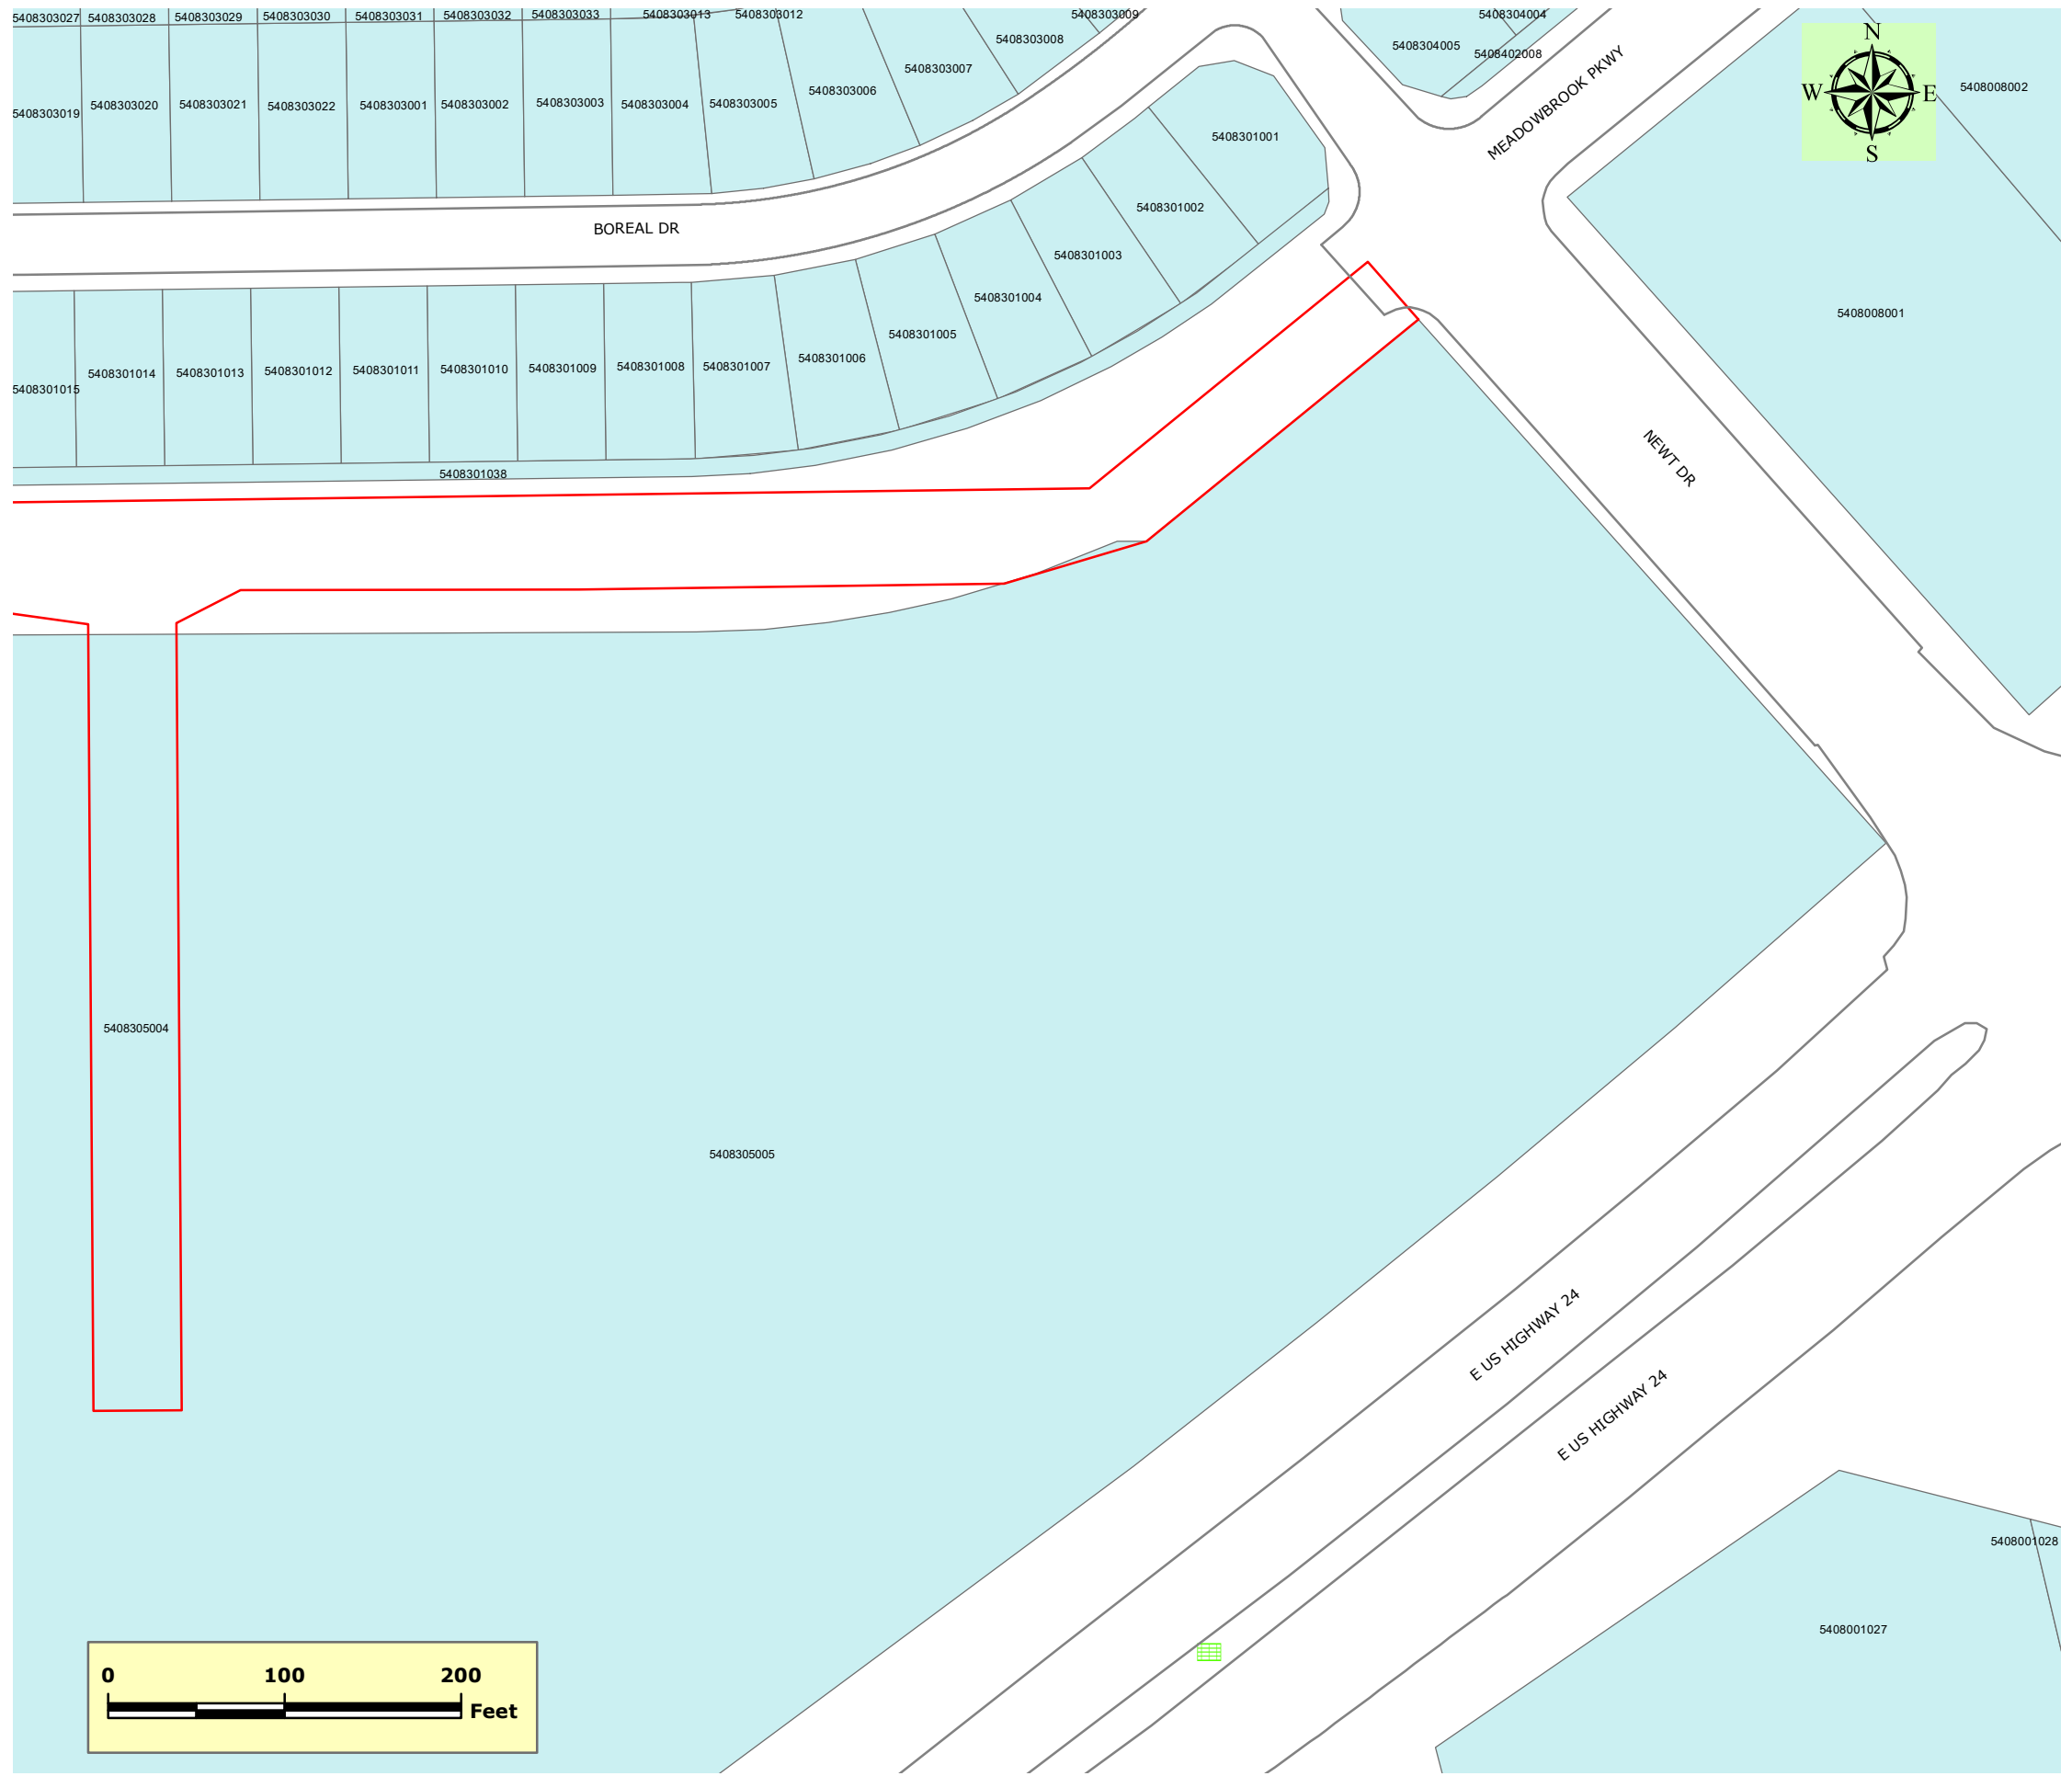 5408303027 5408303028 5408303029 5408303030 5408303031 5408303032 5408303033 5408303013 5408303012 5408303009 5408304004
N
5408303008 5408304005 5408402008
5408303007 5408008002
5408303006 W E
5408303019 5408303020 5408303021 5408303022 5408303001 5408303002 5408303003 5408303004 5408303005
MEADOWBROOK PKWY
5408301001
S
5408301002
BOREAL DR
5408301003
5408301004
5408008001
5408301005
5408301006
5408301015 5408301014 5408301013 5408301012 5408301011 5408301010 5408301009 5408301008 5408301007
NEWT DR
5408301038
5408305004
5408305005
E US HIGHWAY 24
E US HIGHWAY 24
5408001028
5408001027
0 100 200
Feet